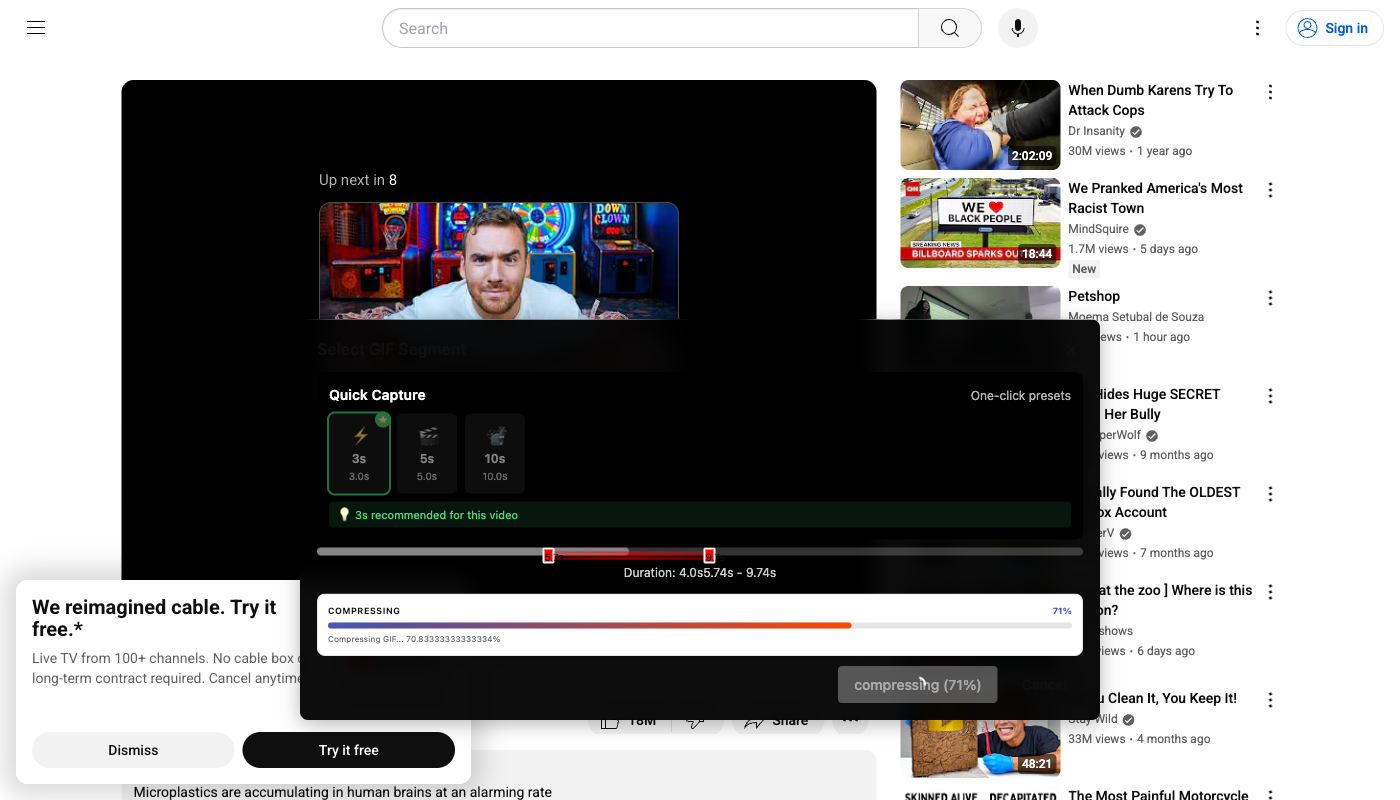 Search
Sign in
Up next in 8
DOWN
CLOWN
Select GIF Segment
Quick Capture
One-click presets
3s
3.0s
5s
5.0s
10s
10.0s
3s recommended for this video
Duration: 4.0s5.74s - 9.74s
COMPRESSING
71%
Compressing GIF... 70.83333333333334%
compressing (71%)
Cancel
We reimagined cable. Try it
free.*
Live TV from 100+ channels. No cable box
long-term contract required. Cancel anytime
Dismiss
Try it free
18M
Share
Microplastics are accumulating in human brains at an alarming rate
2:02:09
When Dumb Karens Try To
Attack Cops
Dr Insanity
30M views • 1 year ago
CNN
WE ❤ 
BLACK PEOPLE
BREAKING NEWS
BILLBOARD SPARKS OU
18:44
We Pranked America's Most
Racist Town
MindSquire
1.7M views • 5 days ago
New
Petshop
Moema Setubal de Souza
ews • 1 hour ago
Hides Huge SECRET
Her Bully
perWolf
views • 9 months ago
ally Found The OLDEST
ox Account
erV
views • 7 months ago
at the zoo ] Where is this
on?
shows
iews • 6 days ago
u Clean It, You Keep It!
Stay Wild
33M views • 4 months ago
48:21
SKINNED ALIVE
DECAPITATED
The Most Painful Motorcycle